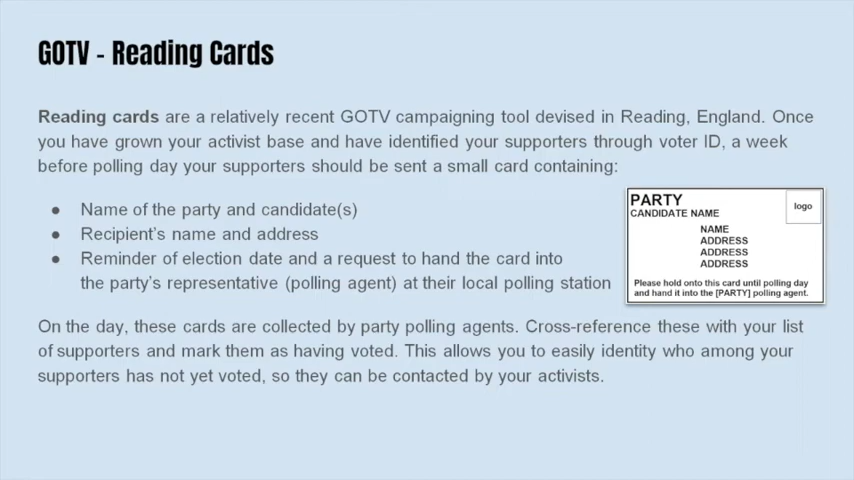 GOTV - Reading Cards
Reading cards are a relatively recent GOTV campaigning tool devised in Reading, England. Once
you have grown your activist base and have identified your supporters through voter ID, a week
before polling day your supporters should be sent a small card containing:
● Name of the party and candidate(s)
● Recipient's name and address
● Reminder of election date and a request to hand the card into
the party's representative (polling agent) at their local polling station
PARTY
CANDIDATE NAME
logo
NAME
ADDRESS
ADDRESS
ADDRESS
Please hold onto this card until polling day
and hand it into the [PARTY] polling agent.
On the day, these cards are collected by party polling agents. Cross-reference these with your list
of supporters and mark them as having voted. This allows you to easily identity who among your
supporters has not yet voted, so they can be contacted by your activists.